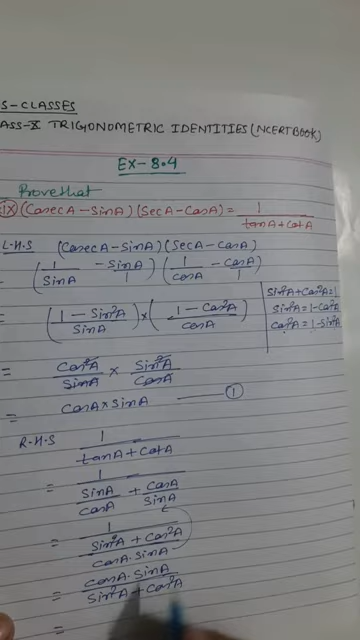 S-CLASSES
ASS-X TRIGONOMETRIC IDENTITIES (NCERT BOOK)
EX-8.4
Prove that
ix (CosecA-SinA) (SecA-CosA) = 1/(tanA+CotA)
L·H·S (CosecA-SinA) (SecA-CosA)
(1/SinA - SinA/1) (1/CosA - CosA/1)
= (1-Sin²A/SinA) × (1-Cos²A/CosA)
Sin²A+Cos²A=1
Sin²A=1-Cos²A
Cos²A=1-Sin²A
= Cos²A/SinA × Sin²A/CosA
= CosA×SinA ——— ①
R·H·S 1/(tanA+CotA)
= 1/(SinA/CosA + CosA/SinA)
= 1/((Sin²A+Cos²A)/(CosA·SinA))
= CosA·SinA/(Sin²A+Cos²A)
=